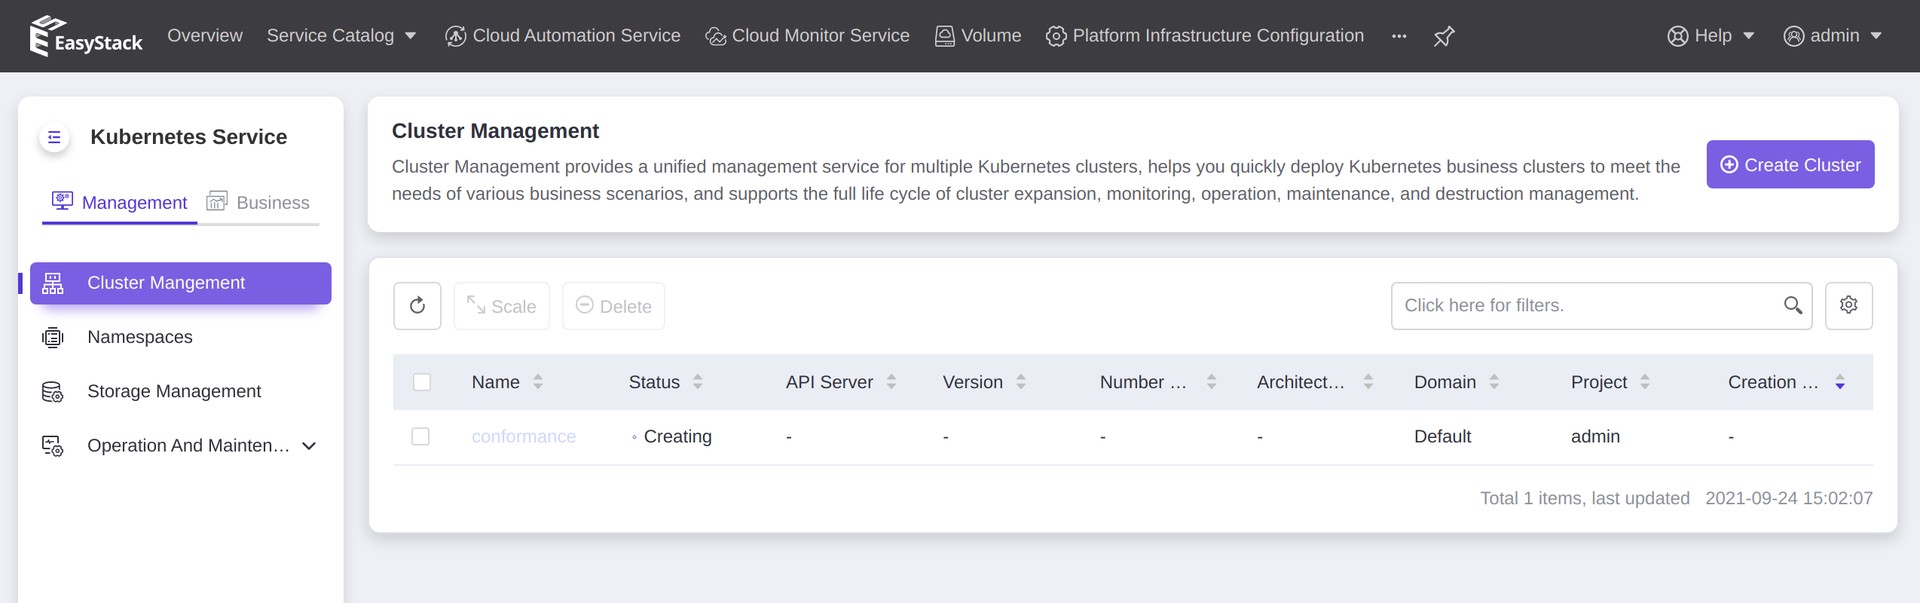 EasyStack Overview Service Catalog Cloud Automation Service Cloud Monitor Service Volume Platform Infrastructure Configuration ... Help admin
Kubernetes Service
Management Business
Cluster Mangement
Namespaces
Storage Management
Operation And Mainten...
Cluster Management
Cluster Management provides a unified management service for multiple Kubernetes clusters, helps you quickly deploy Kubernetes business clusters to meet the
needs of various business scenarios, and supports the full life cycle of cluster expansion, monitoring, operation, maintenance, and destruction management.
Create Cluster
Scale Delete Click here for filters.
Name Status API Server Version Number ... Architect... Domain Project Creation ...
conformance Creating - - - - Default admin -
Total 1 items, last updated 2021-09-24 15:02:07